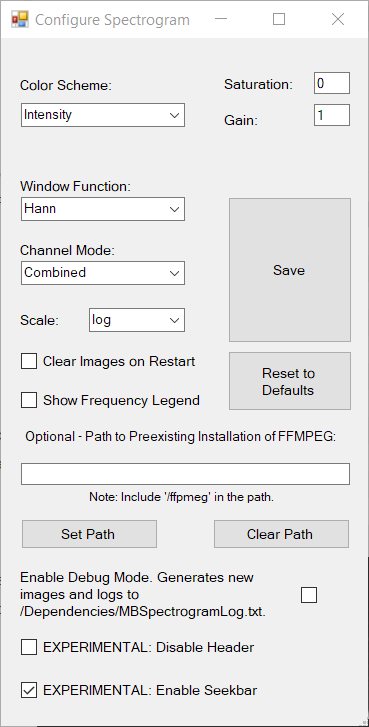 Configure Spectrogram
Color Scheme:
Intensity
Saturation: 0
Gain: 1
Window Function:
Hann
Channel Mode:
Combined
Scale: log
Save
Clear Images on Restart
Show Frequency Legend
Reset to
Defaults
Optional - Path to Preexisting Installation of FFMPEG:
Note: Include '/ffpmeg' in the path.
Set Path
Clear Path
Enable Debug Mode. Generates new
images and logs to
/Dependencies/MBSpectrogramLog.txt.
EXPERIMENTAL: Disable Header
EXPERIMENTAL: Enable Seekbar